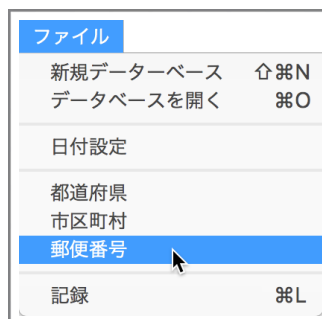 ファイル
新規データーベース ⇧⌘N
データベースを開く ⌘O
日付設定
都道府県
市区町村
郵便番号
記録 ⌘L